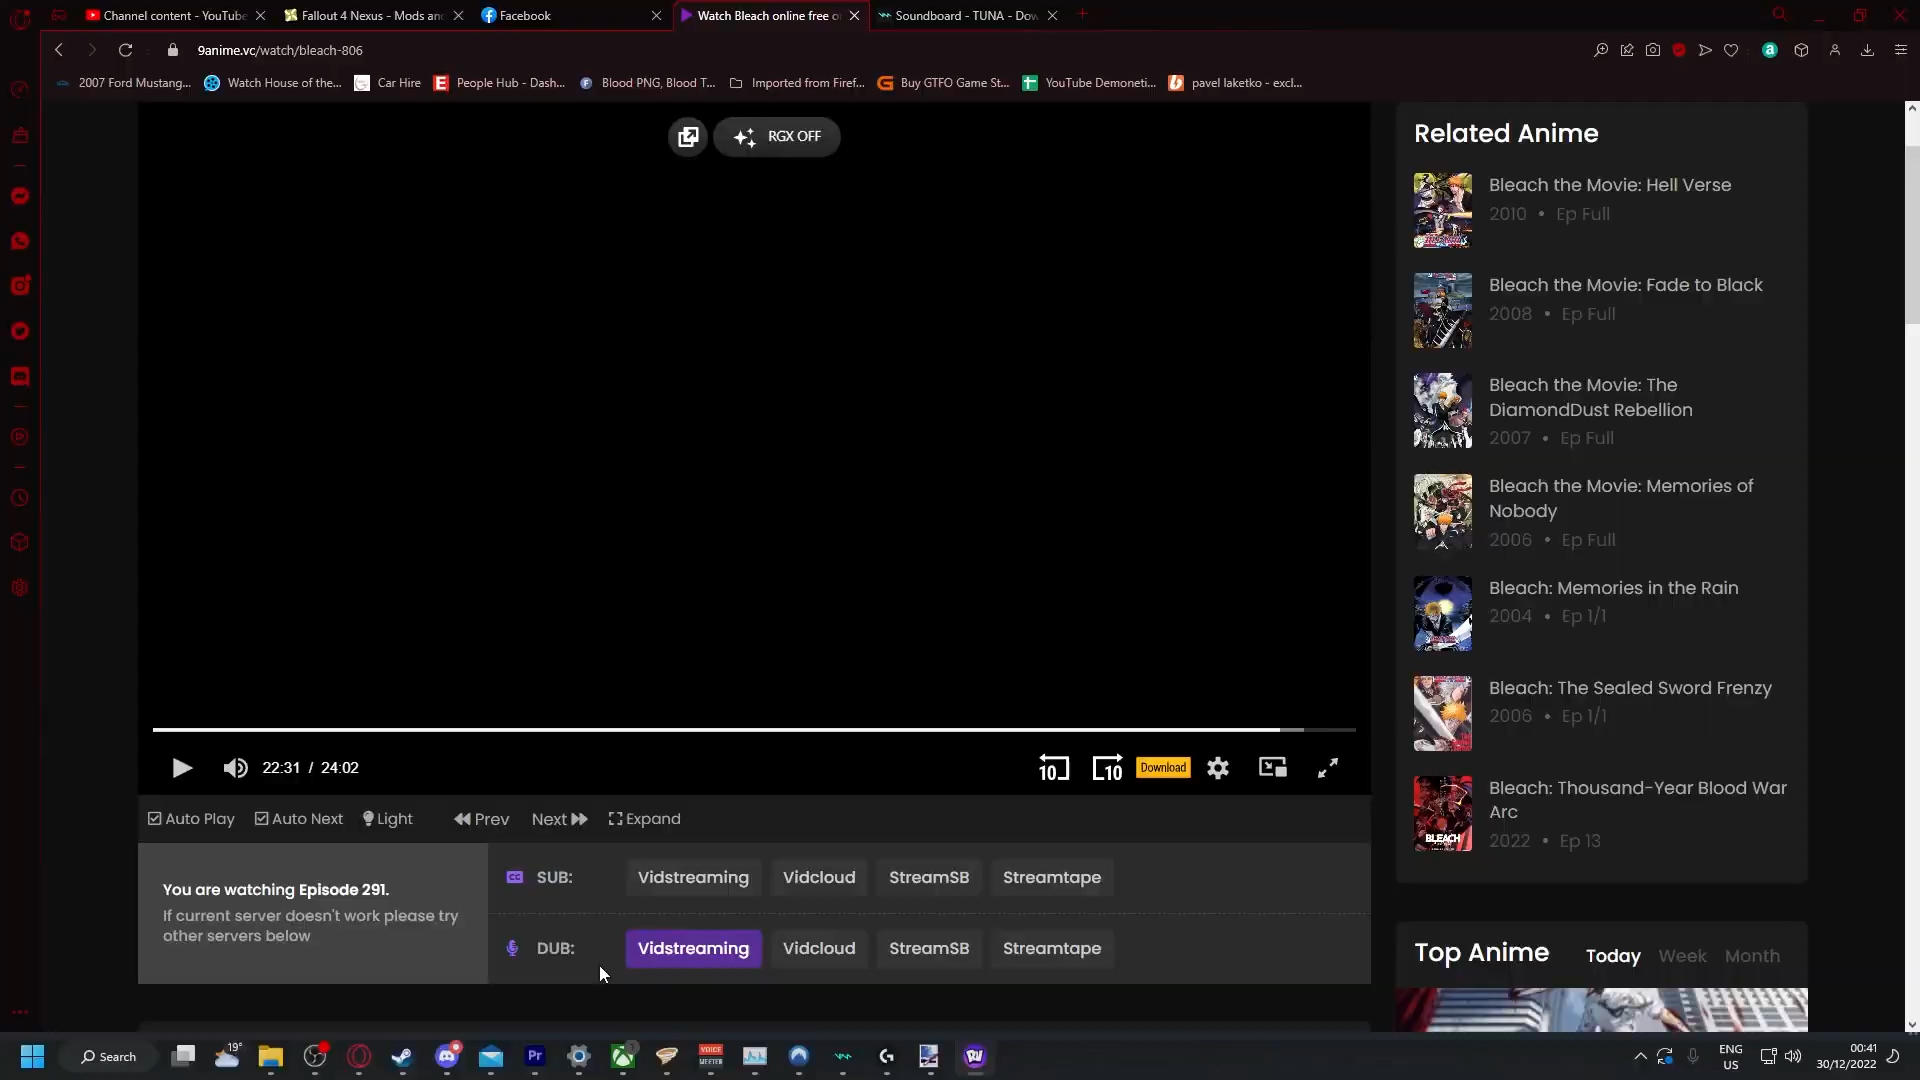 Channel content - YouTube
Fallout 4 Nexus - Mods and
Facebook
Watch Bleach online free o
Soundboard - TUNA - Dow
9anime.vc/watch/bleach-806
2007 Ford Mustang...
Watch House of the...
Car Hire
People Hub - Dash...
Blood PNG, Blood T...
Imported from Firef...
Buy GTFO Game St...
YouTube Demoneti...
pavel laketko - excl...
RGX OFF
22:31 / 24:02
10
10
Download
Auto Play
Auto Next
Light
Prev
Next
Expand
You are watching Episode 291.
If current server doesn't work please try
other servers below
CC SUB:
Vidstreaming
Vidcloud
StreamSB
Streamtape
DUB:
Vidstreaming
Vidcloud
StreamSB
Streamtape
Related Anime
Bleach the Movie: Hell Verse
2010 • Ep Full
Bleach the Movie: Fade to Black
2008 • Ep Full
Bleach the Movie: The
DiamondDust Rebellion
2007 • Ep Full
Bleach the Movie: Memories of
Nobody
2006 • Ep Full
Bleach: Memories in the Rain
2004 • Ep 1/1
Bleach: The Sealed Sword Frenzy
2006 • Ep 1/1
Bleach: Thousand-Year Blood War
Arc
2022 • Ep 13
BLEACH
Top Anime
Today
Week
Month
Search
19°
Pr
VOICE
MEETER
ENG
US
00:41
30/12/2022